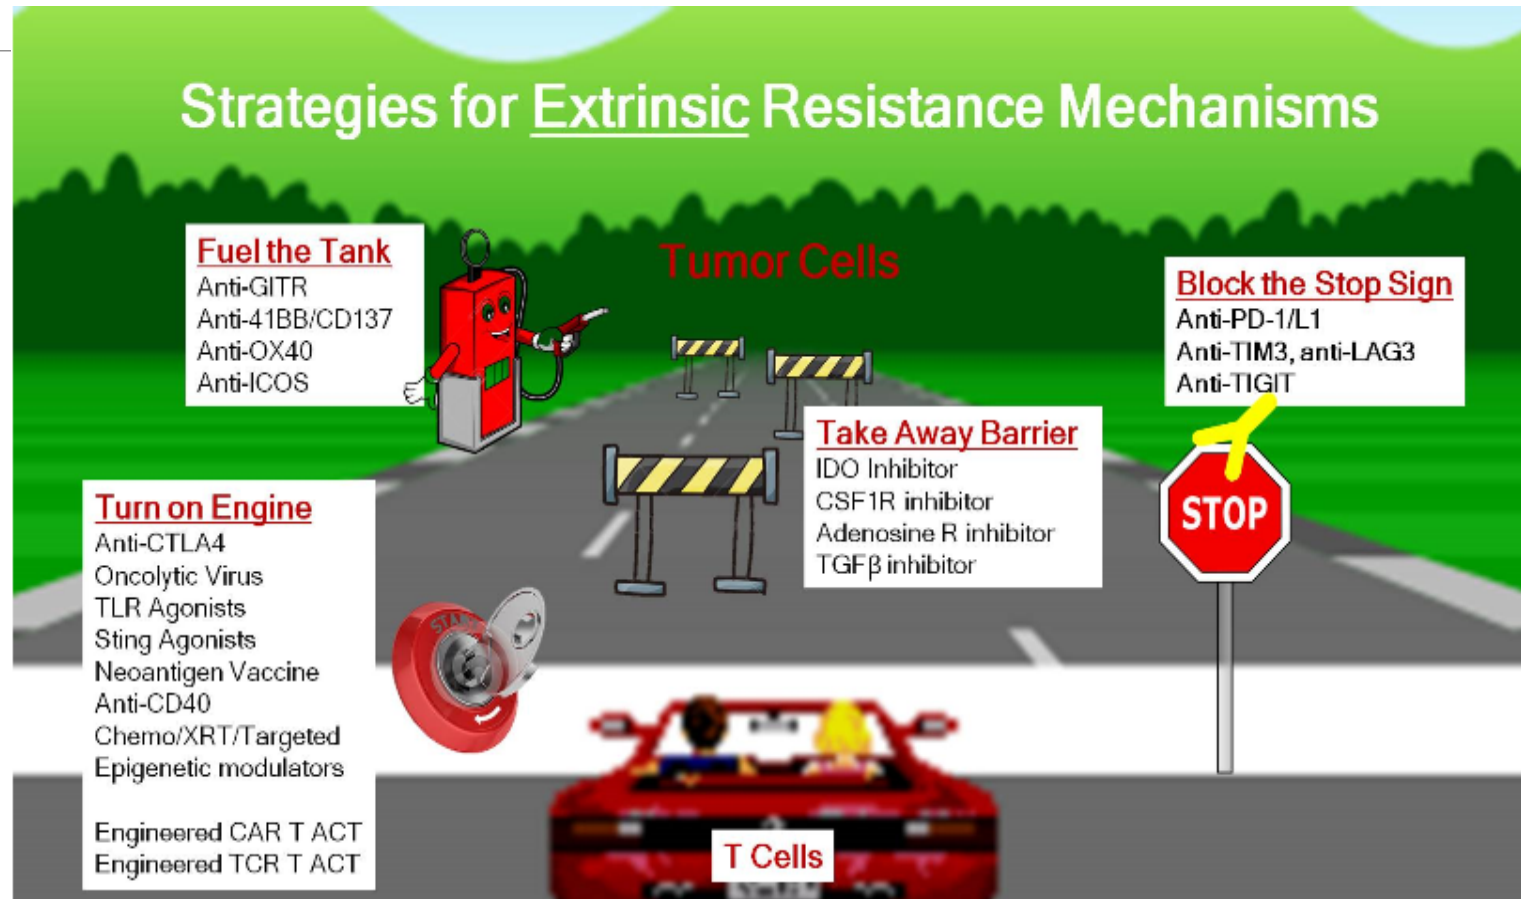 Strategies for Extrinsic Resistance Mechanisms
Fuel the Tank
Anti-GITR
Anti-41BB/CD137
Anti-OX40
Anti-ICOS
Tumor Cells
Block the Stop Sign
Anti-PD-1/L1
Anti-TIM3, anti-LAG3
Anti-TIGIT
Take Away Barrier
IDO Inhibitor
CSF1R inhibitor
Adenosine R inhibitor
TGFβ inhibitor
STOP
Turn on Engine
Anti-CTLA4
Oncolytic Virus
TLR Agonists
Sting Agonists
Neoantigen Vaccine
Anti-CD40
Chemo/XRT/Targeted
Epigenetic modulators
Engineered CAR T ACT
Engineered TCR T ACT
START
T Cells